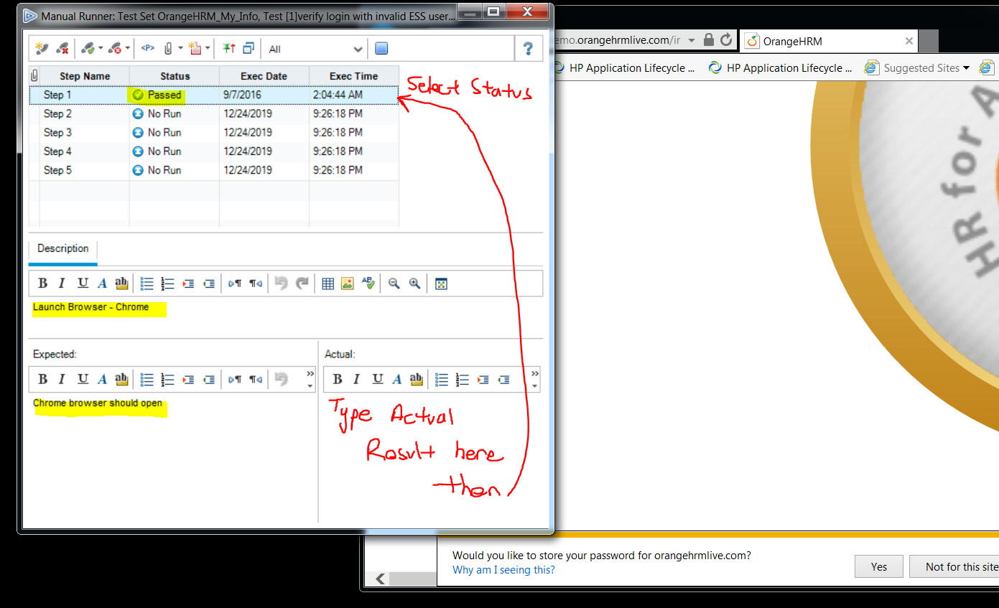 Manual Runner: Test Set OrangeHRM_My_Info, Test [1]verify login with invalid ESS user...
<P>
All
?
Step Name Status Exec Date Exec Time
Step 1 Passed 9/7/2016 2:04:44 AM
Step 2 No Run 12/24/2019 9:26:18 PM
Step 3 No Run 12/24/2019 9:26:18 PM
Step 4 No Run 12/24/2019 9:26:18 PM
Step 5 No Run 12/24/2019 9:26:18 PM
Select Status
Description
B I U A ab
Launch Browser - Chrome
Expected:
B I U A ab
Chrome browser should open
Actual:
B I U A ab
Type Actual
Result here
then
emo.orangehrmlive.com/ir
OrangeHRM
HP Application Lifecycle ... HP Application Lifecycle ... Suggested Sites
HR for A
Would you like to store your password for orangehrmlive.com?
Why am I seeing this?
Yes Not for this site